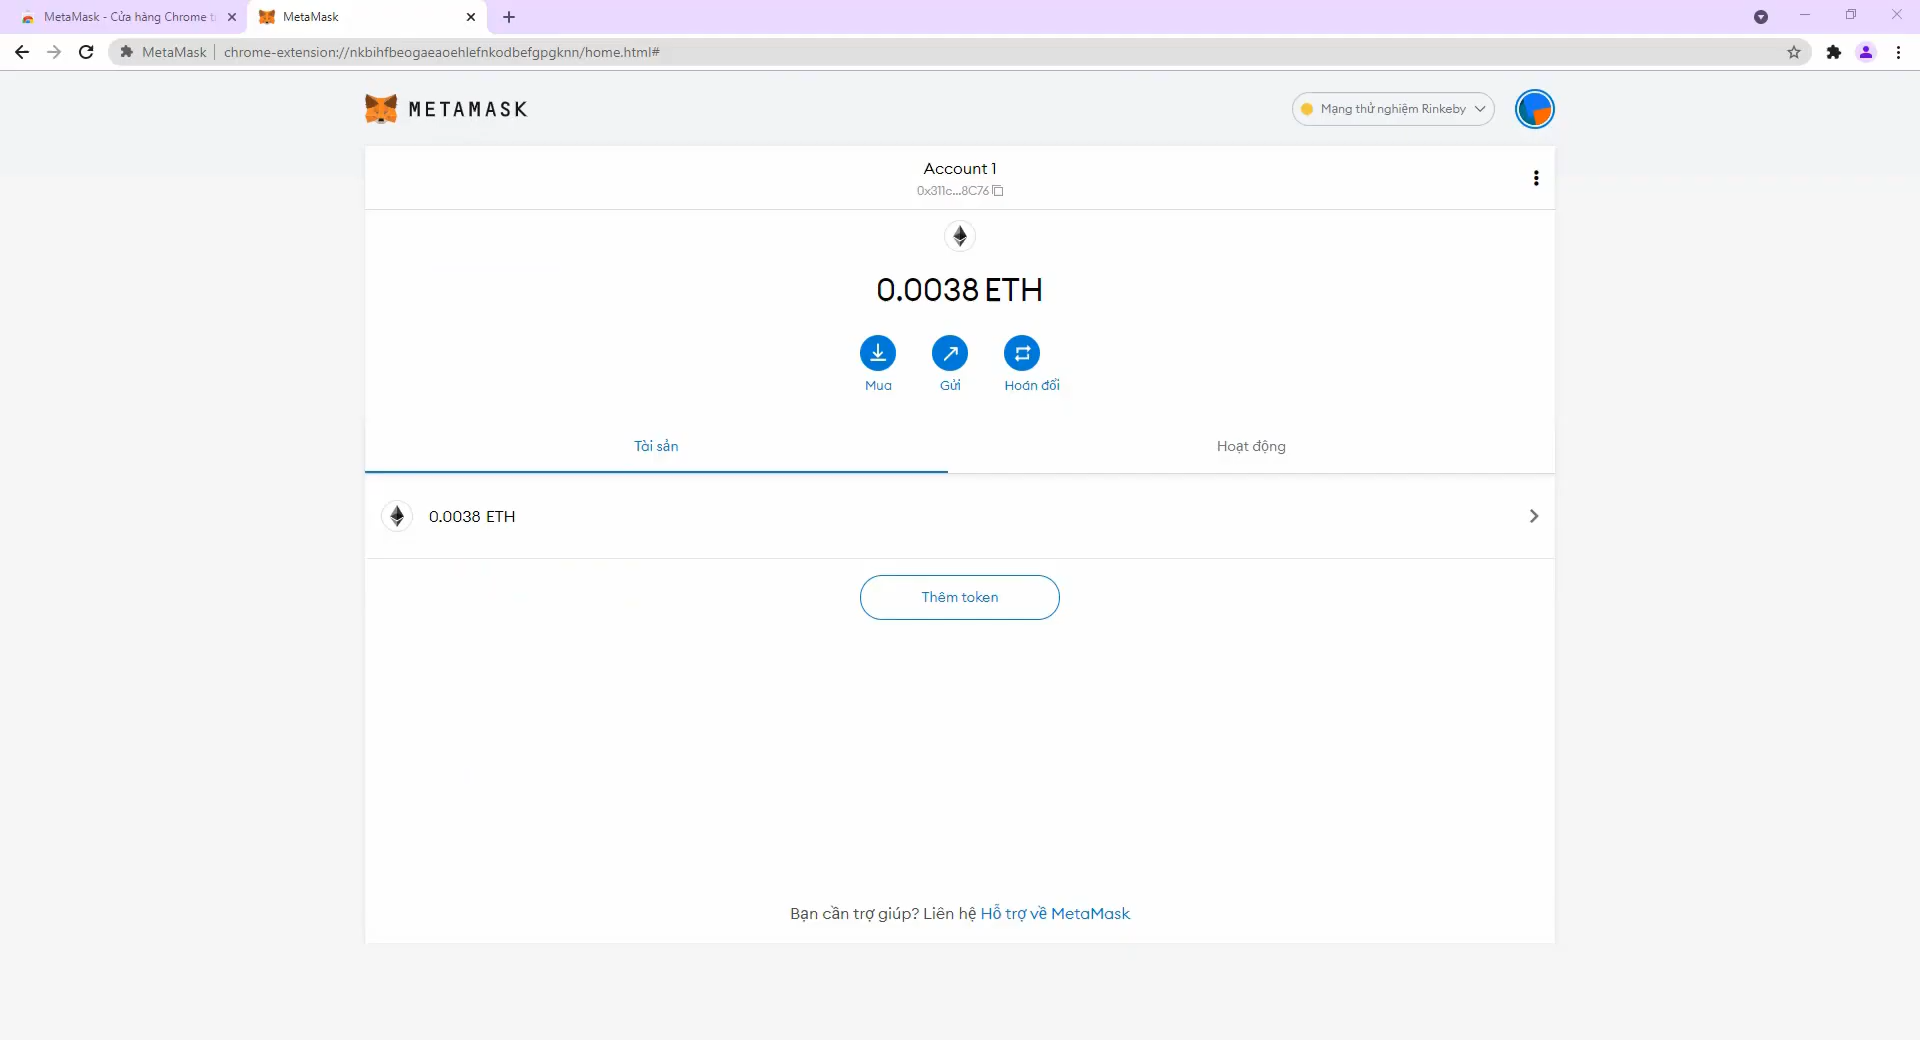 MetaMask - Cửa hàng Chrome t
MetaMask
MetaMask
chrome-extension://nkbihfbeogaeaoehlefnkodbefgpgknn/home.html#
METAMASK
Mạng thử nghiệm Rinkeby
Account 1
0x311c...8C76
0.0038 ETH
Mua
Gửi
Hoán đổi
Tài sản
Hoạt động
0.0038 ETH
Thêm token
Bạn cần trợ giúp? Liên hệ Hỗ trợ về MetaMask